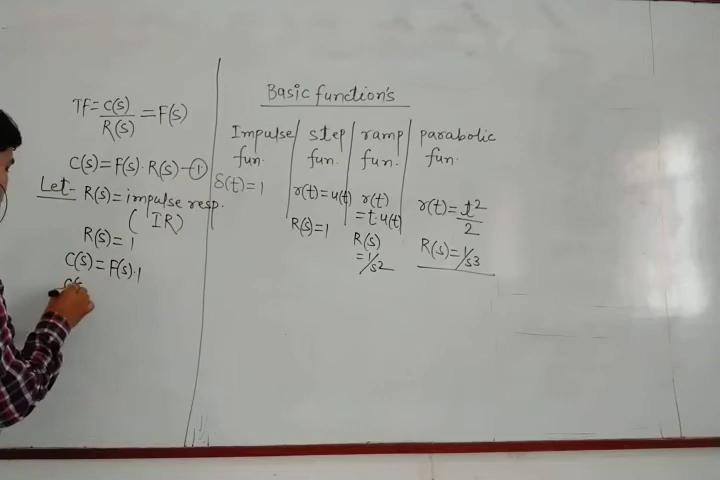 TF = C(s)/R(s) = F(s)
C(s) = F(s) · R(s) - ①
Let - R(s) = impulse resp.
( IR )
R(s) = 1
C(s) = F(s) · 1
C(s
Basic function's
Impulse fun.
δ(t) = 1
step fun.
r(t) = u(t)
R(s) = 1
ramp fun.
r(t) = t u(t)
R(s) = 1/s2
parabolic fun.
r(t) = t²/2
R(s) = 1/s3